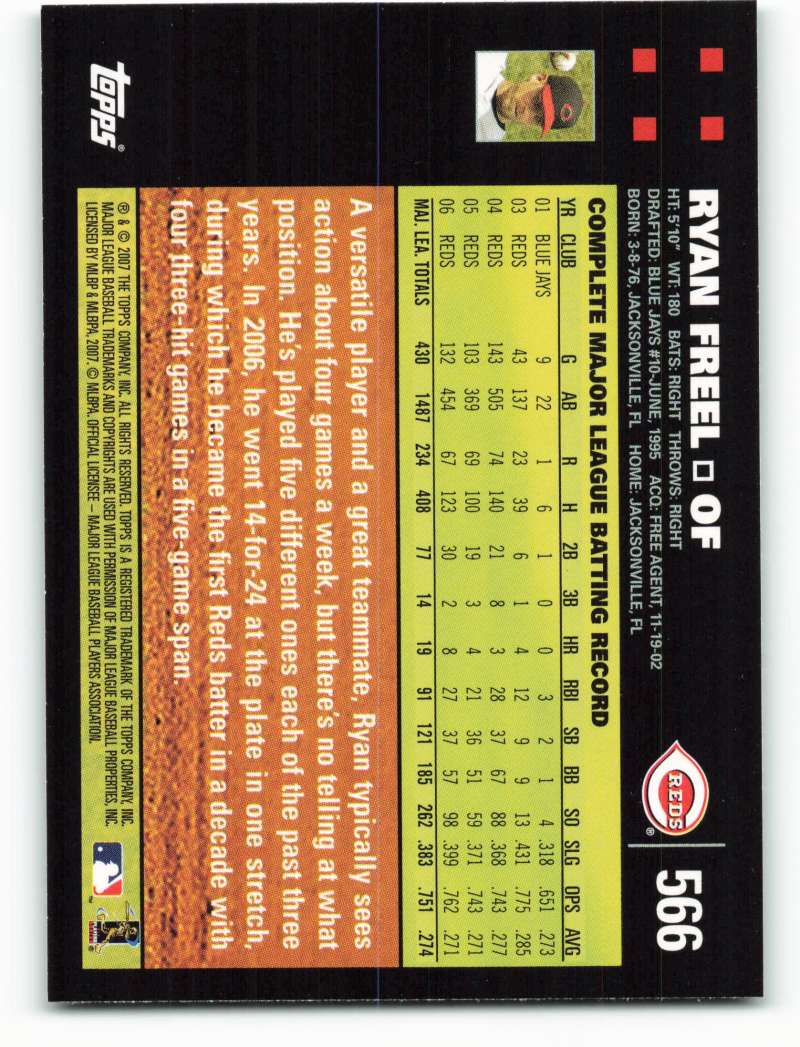 RYAN FREEL OF
HT: 5'10" WT: 180 BATS: RIGHT THROWS: RIGHT
DRAFTED: BLUE JAYS #10-JUNE, 1995 ACQ: FREE AGENT, 11-19-02
BORN: 3-8-76, JACKSONVILLE, FL HOME: JACKSONVILLE, FL
REDS ®
566
COMPLETE MAJOR LEAGUE BATTING RECORD
YR CLUB G AB R H 2B 3B HR RBI SB BB SO SLG OPS AVG
01 BLUE JAYS 9 22 1 6 1 0 0 3 2 1 4 .318 .651 .273
03 REDS 43 137 23 39 6 1 4 12 9 9 13 .431 .775 .285
04 REDS 143 505 74 140 21 8 3 28 37 67 88 .368 .743 .277
05 REDS 103 369 69 100 19 3 4 21 36 51 59 .371 .743 .271
06 REDS 132 454 67 123 30 2 8 27 37 57 98 .399 .762 .271
MAJ. LEA. TOTALS 430 1487 234 408 77 14 19 91 121 185 262 .383 .751 .274
A versatile player and a great teammate, Ryan typically sees
action about four games a week, but there's no telling at what
position. He's played five different ones each of the past three
years. In 2006, he went 14-for-24 at the plate in one stretch,
during which he became the first Reds batter in a decade with
four three-hit games in a five-game span.
topps®
® & © 2007 THE TOPPS COMPANY, INC. ALL RIGHTS RESERVED. TOPPS IS A REGISTERED TRADEMARK OF THE TOPPS COMPANY, INC.
MAJOR LEAGUE BASEBALL TRADEMARKS AND COPYRIGHTS ARE USED WITH PERMISSION OF MAJOR LEAGUE BASEBALL PROPERTIES, INC.
LICENSED BY MLBP & MLBPA, 2007. © MLBPA. OFFICIAL LICENSEE – MAJOR LEAGUE BASEBALL PLAYERS ASSOCIATION.